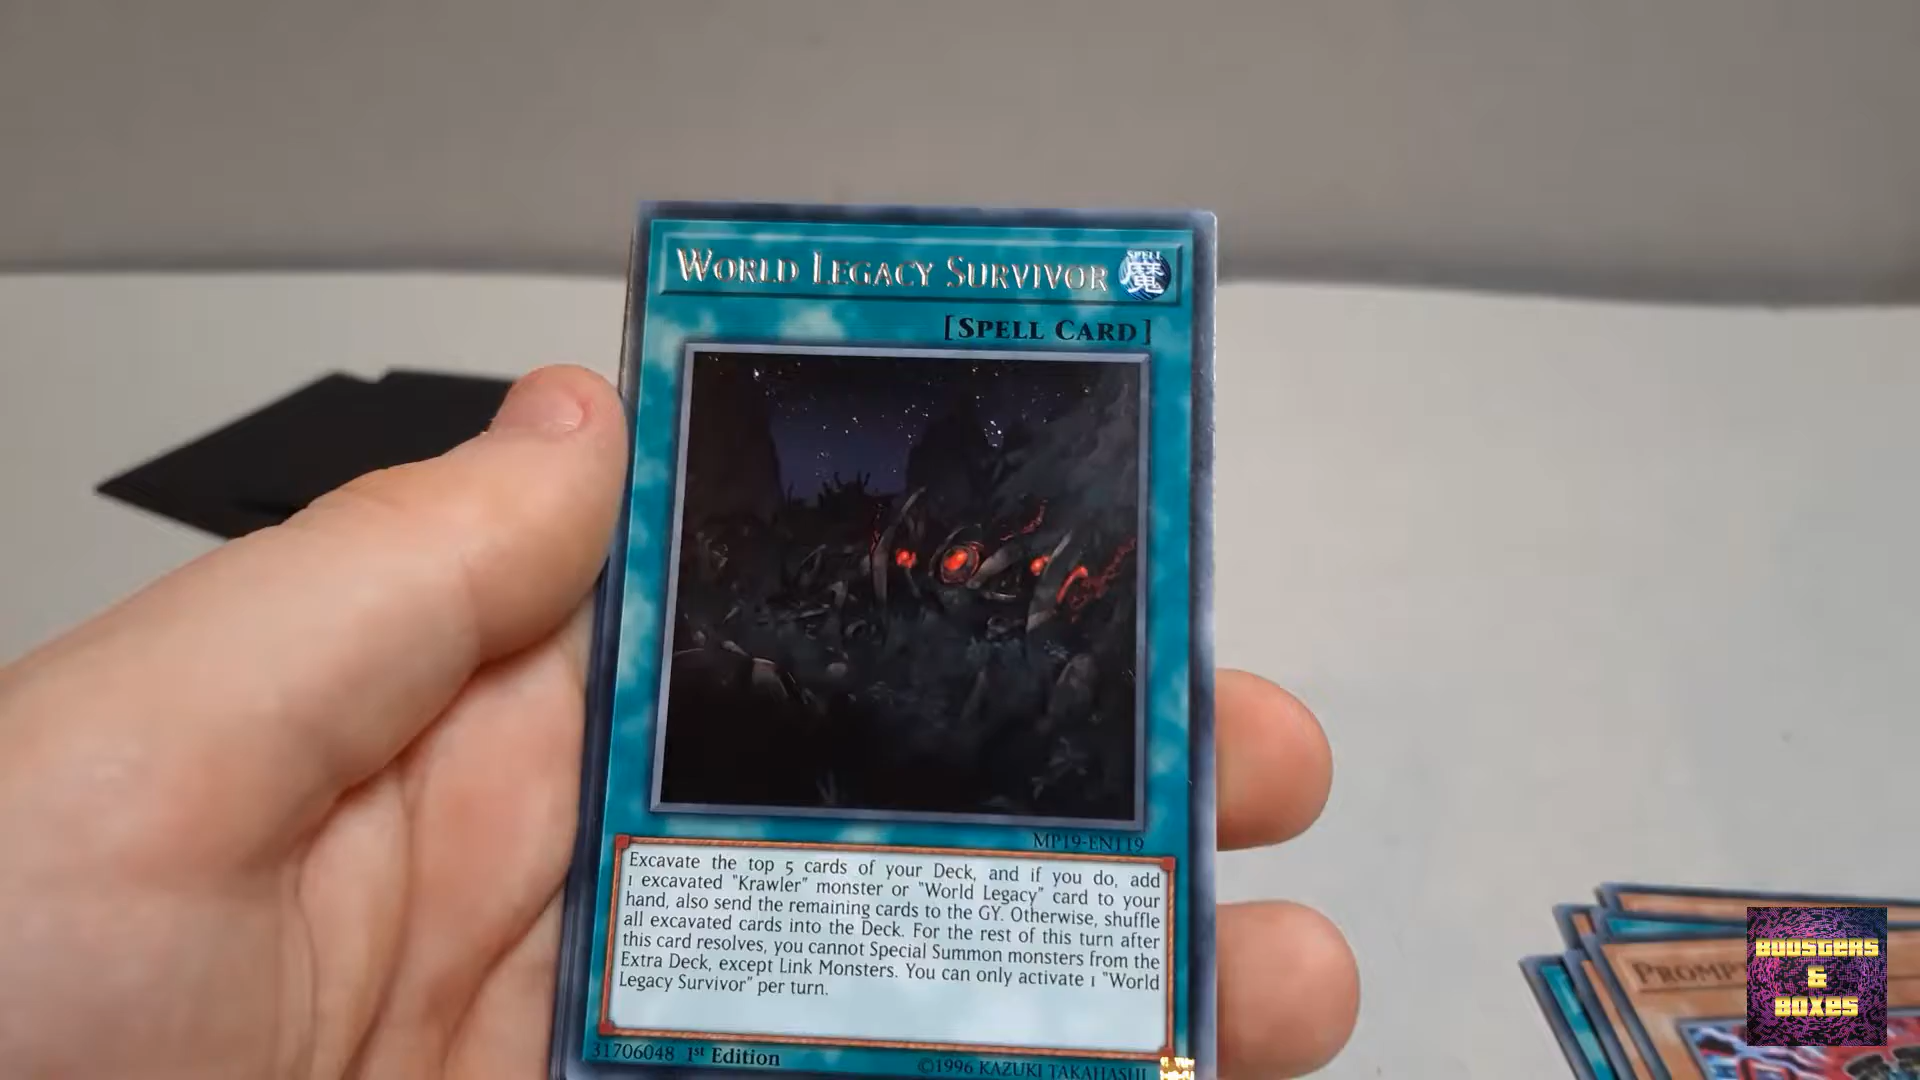 WORLD LEGACY SURVIVOR
SPELL
魔
[SPELL CARD]
MP19-EN119
Excavate the top 5 cards of your Deck, and if you do, add
1 excavated "Krawler" monster or "World Legacy" card to your
hand, also send the remaining cards to the GY. Otherwise, shuffle
all excavated cards into the Deck. For the rest of this turn after
this card resolves, you cannot Special Summon monsters from the
Extra Deck, except Link Monsters. You can only activate 1 "World
Legacy Survivor" per turn.
31706048 1st Edition
©1996 KAZUKI TAKAHASHI
BOOSTERS
&
BOXES